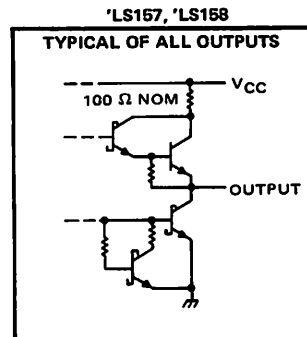 'LS157, 'LS158
TYPICAL OF ALL OUTPUTS
VCC
100 Ω NOM
OUTPUT